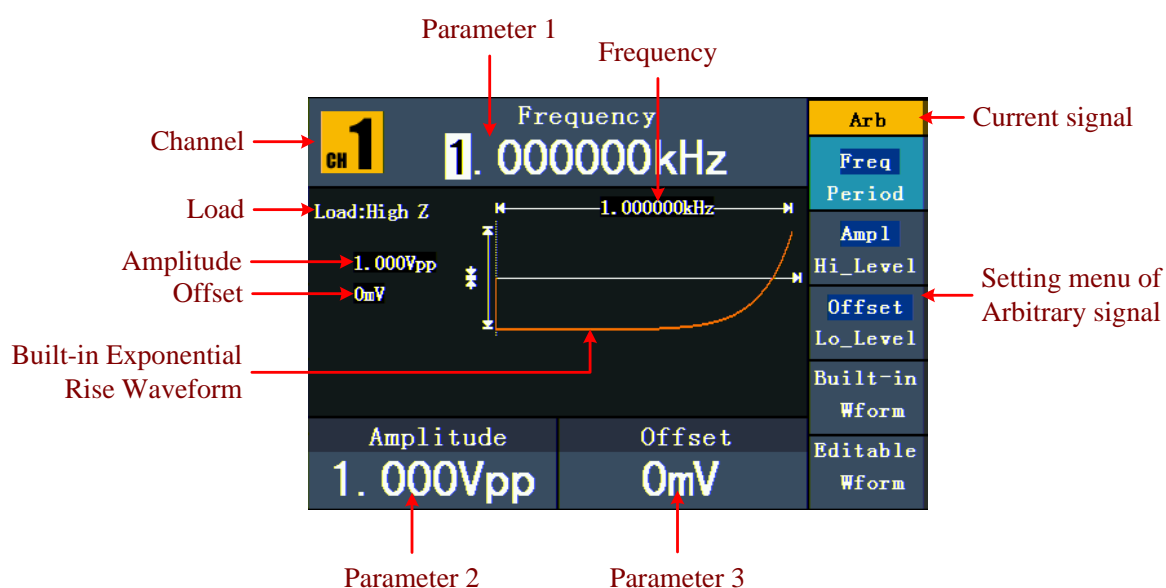 Parameter 1
Frequency
Channel
Load
Amplitude
Offset
Built-in Exponential
Rise Waveform
CH 1
Frequency
1.000000kHz
Load:High Z
1.000000kHz
1.000Vpp
0mV
Amplitude
1.000Vpp
Offset
0mV
Arb
Freq
Period
Ampl
Hi_Level
Offset
Lo_Level
Built-in
Wform
Editable
Wform
Current signal
Setting menu of
Arbitrary signal
Parameter 2
Parameter 3